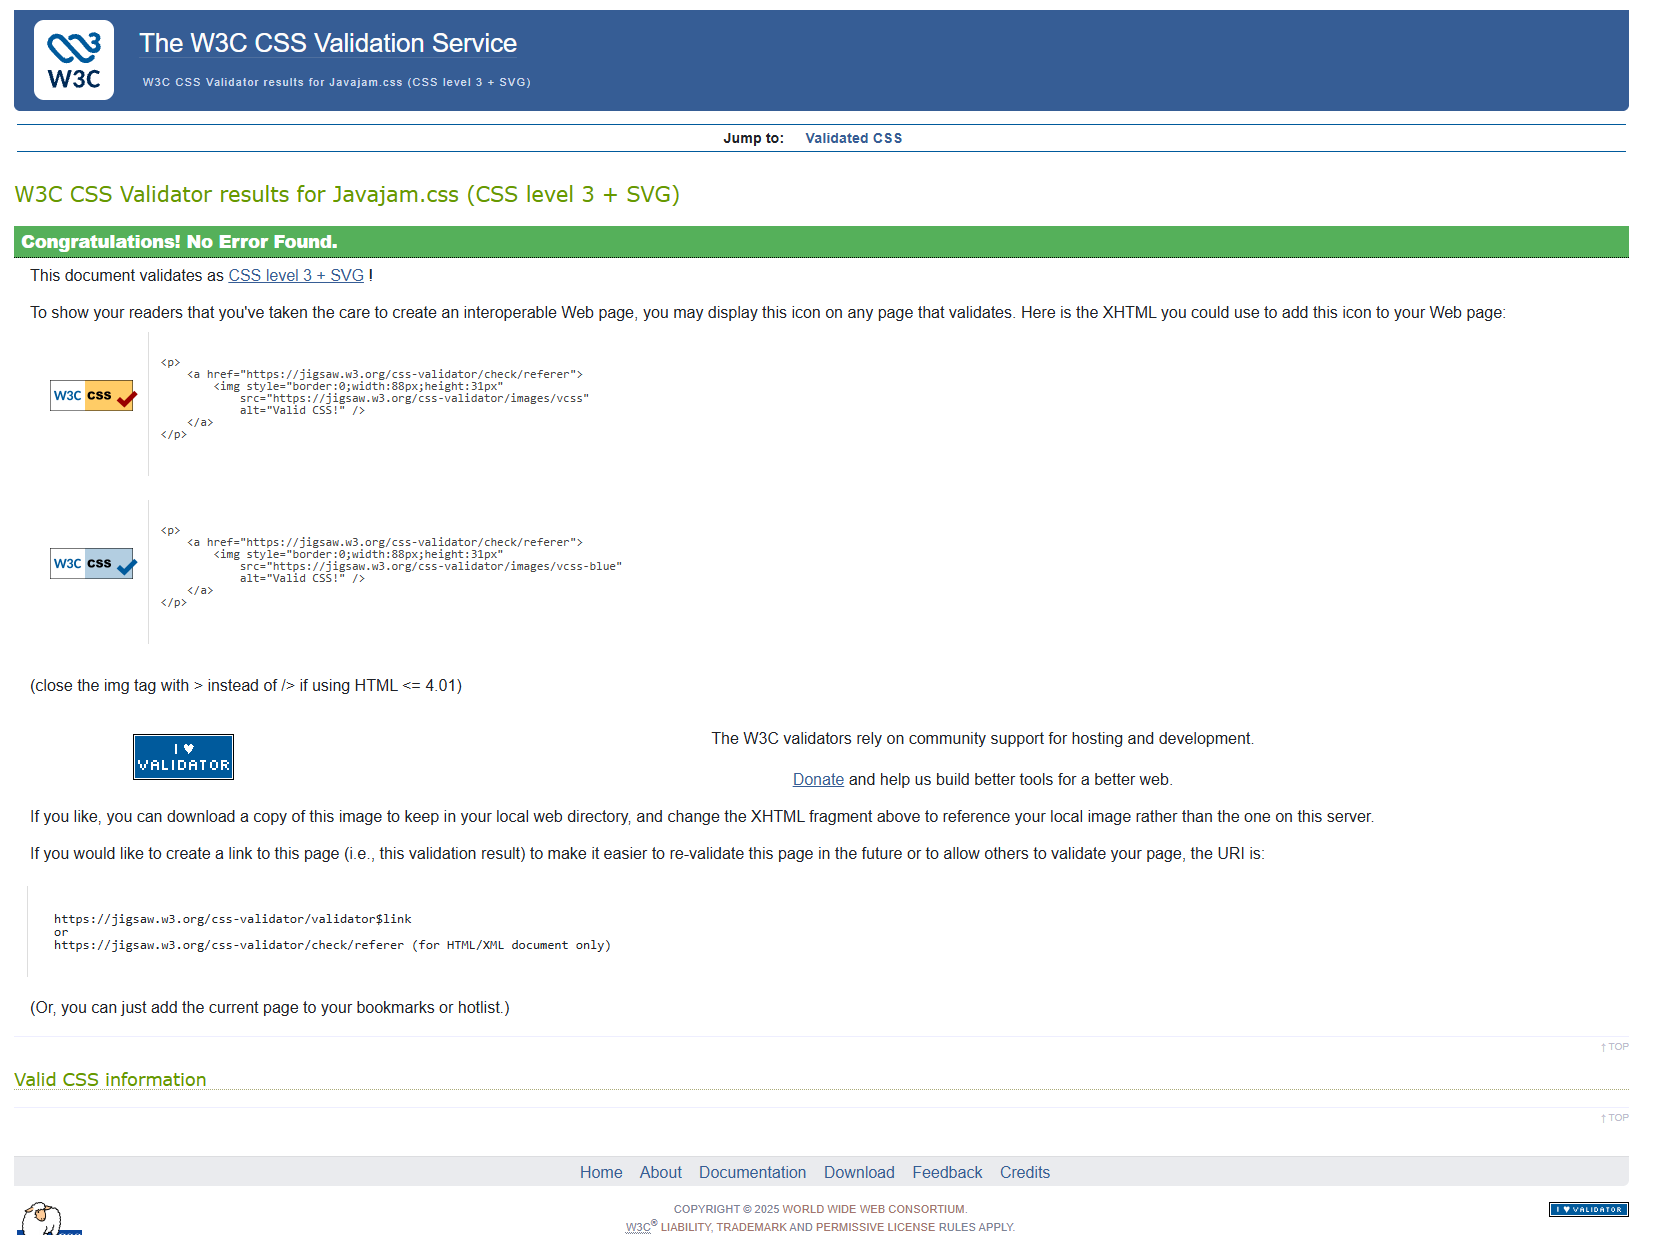 W3C
The W3C CSS Validation Service
W3C CSS Validator results for Javajam.css (CSS level 3 + SVG)
Jump to: Validated CSS
W3C CSS Validator results for Javajam.css (CSS level 3 + SVG)
Congratulations! No Error Found.
This document validates as CSS level 3 + SVG !
To show your readers that you've taken the care to create an interoperable Web page, you may display this icon on any page that validates. Here is the XHTML you could use to add this icon to your Web page:
W3C CSS
<p>
    <a href="https://jigsaw.w3.org/css-validator/check/referer">
        <img style="border:0;width:88px;height:31px"
            src="https://jigsaw.w3.org/css-validator/images/vcss"
            alt="Valid CSS!" />
    </a>
</p>
W3C CSS
<p>
    <a href="https://jigsaw.w3.org/css-validator/check/referer">
        <img style="border:0;width:88px;height:31px"
            src="https://jigsaw.w3.org/css-validator/images/vcss-blue"
            alt="Valid CSS!" />
    </a>
</p>
(close the img tag with > instead of /> if using HTML <= 4.01)
I ♥
VALIDATOR
The W3C validators rely on community support for hosting and development.
Donate and help us build better tools for a better web.
If you like, you can download a copy of this image to keep in your local web directory, and change the XHTML fragment above to reference your local image rather than the one on this server.
If you would like to create a link to this page (i.e., this validation result) to make it easier to re-validate this page in the future or to allow others to validate your page, the URI is:
https://jigsaw.w3.org/css-validator/validator$link
or
https://jigsaw.w3.org/css-validator/check/referer (for HTML/XML document only)
(Or, you can just add the current page to your bookmarks or hotlist.)
↑ TOP
Valid CSS information
↑ TOP
Home About Documentation Download Feedback Credits
COPYRIGHT © 2025 WORLD WIDE WEB CONSORTIUM.
W3C® LIABILITY, TRADEMARK AND PERMISSIVE LICENSE RULES APPLY.
I ♥ VALIDATOR